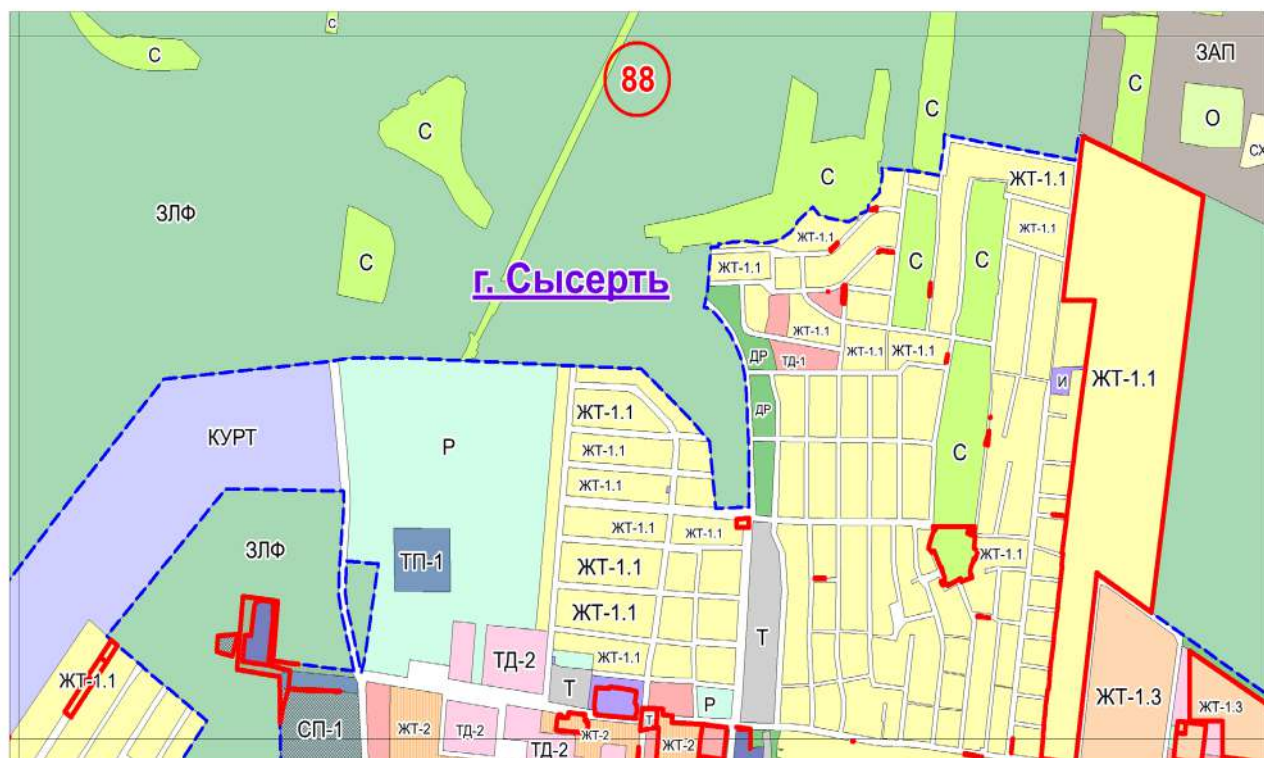 С
С
88
ЗАП
С
С
С
О
СХ
С
ЖТ-1.1
ЗЛФ
ЖТ-1.1
ЖТ-1.1
С
С
С
г. Сысерть
ЖТ-1.1
ЖТ-1.1
ДР
ТД-1
ЖТ-1.1
ЖТ-1.1
И
ЖТ-1.1
ЖТ-1.1
ДР
КУРТ
Р
ЖТ-1.1
С
ЖТ-1.1
ЖТ-1.1
ЖТ-1.1
ЗЛФ
ТП-1
ЖТ-1.1
ЖТ-1.1
ЖТ-1.1
Т
ЖТ-1.1
ТД-2
ЖТ-1.1
ЖТ-1.1
Т
Р
ЖТ-1.3
ЖТ-1.3
СП-1
ЖТ-2
ТД-2
Т
ЖТ-2
ЖТ-2
ТД-2